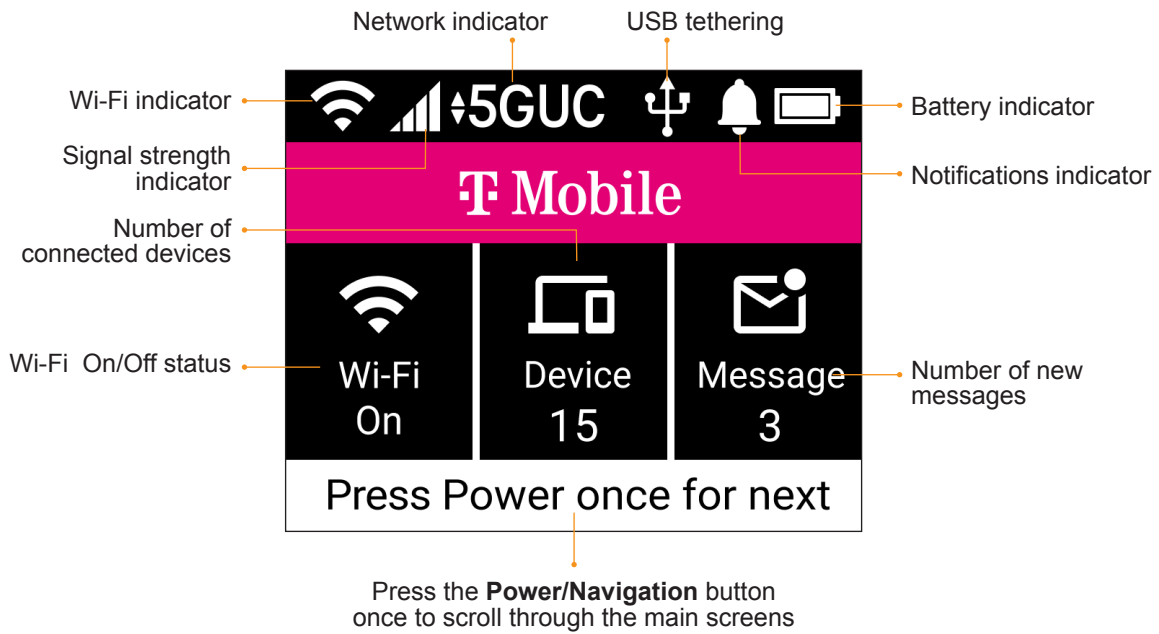 Network indicator
USB tethering
Wi-Fi indicator
5GUC
Battery indicator
Signal strength
indicator
Notifications indicator
T Mobile
Number of
connected devices
Wi-Fi On/Off status
Wi-Fi
On
Device
15
Message
3
Number of new
messages
Press Power once for next
Press the Power/Navigation button
once to scroll through the main screens